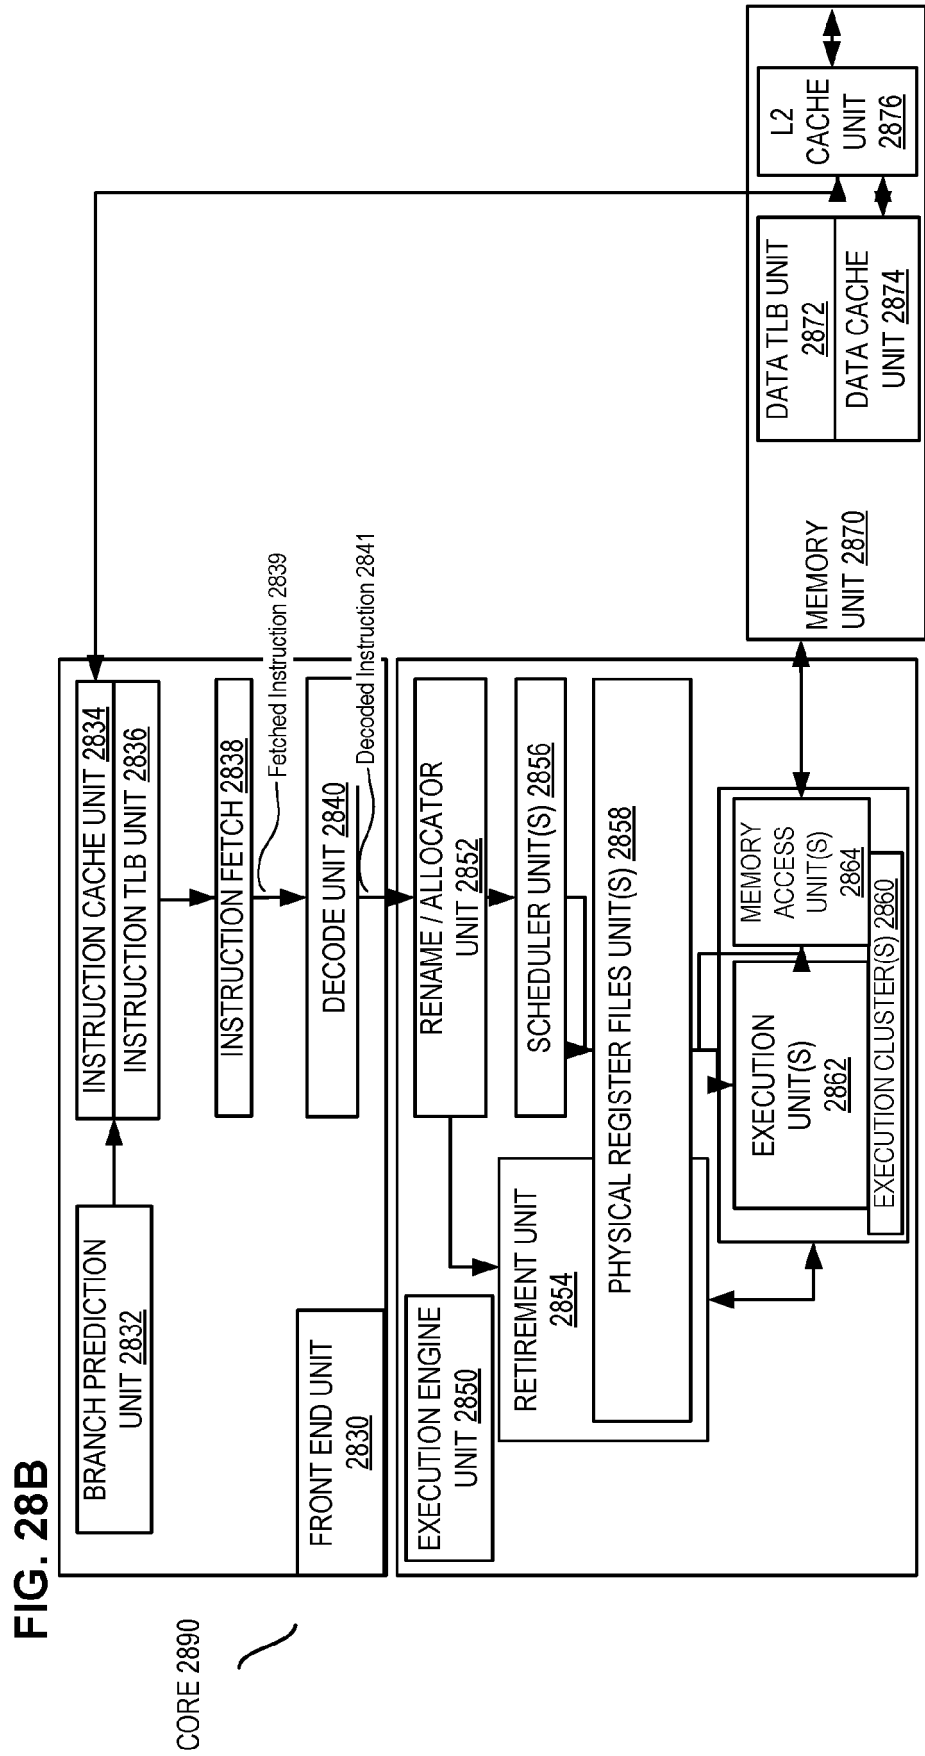 FIG. 28B
CORE 2890
BRANCH PREDICTION
UNIT 2832
INSTRUCTION CACHE UNIT 2834
INSTRUCTION TLB UNIT 2836
INSTRUCTION FETCH 2838
Fetched Instruction 2839
DECODE UNIT 2840
Decoded Instruction 2841
FRONT END UNIT
2830
EXECUTION ENGINE
UNIT 2850
RENAME / ALLOCATOR
UNIT 2852
RETIREMENT UNIT
2854
SCHEDULER UNIT(S) 2856
PHYSICAL REGISTER FILES UNIT(S) 2858
EXECUTION
UNIT(S)
2862
MEMORY
ACCESS
UNIT(S)
2864
EXECUTION CLUSTER(S) 2860
MEMORY
UNIT 2870
DATA TLB UNIT
2872
DATA CACHE
UNIT 2874
L2
CACHE
UNIT
2876